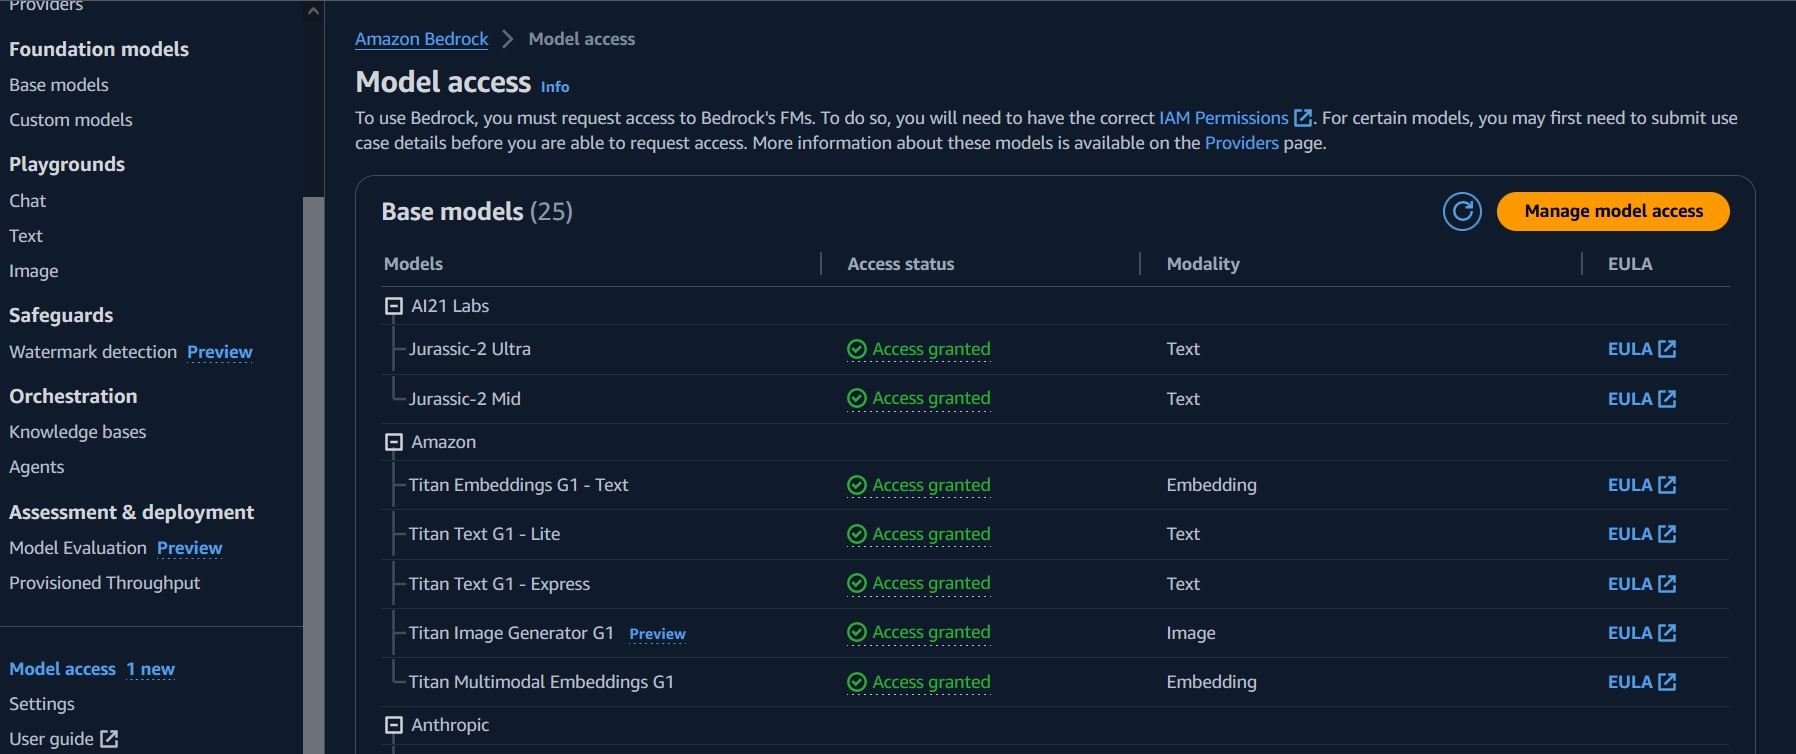 Providers
Foundation models
Base models
Custom models
Playgrounds
Chat
Text
Image
Safeguards
Watermark detection Preview
Orchestration
Knowledge bases
Agents
Assessment & deployment
Model Evaluation Preview
Provisioned Throughput
Model access 1 new
Settings
User guide
Amazon Bedrock > Model access
Model access Info
To use Bedrock, you must request access to Bedrock's FMs. To do so, you will need to have the correct IAM Permissions. For certain models, you may first need to submit use
case details before you are able to request access. More information about these models is available on the Providers page.
Base models (25) Manage model access
Models Access status Modality EULA
AI21 Labs
Jurassic-2 Ultra Access granted Text EULA
Jurassic-2 Mid Access granted Text EULA
Amazon
Titan Embeddings G1 - Text Access granted Embedding EULA
Titan Text G1 - Lite Access granted Text EULA
Titan Text G1 - Express Access granted Text EULA
Titan Image Generator G1 Preview Access granted Image EULA
Titan Multimodal Embeddings G1 Access granted Embedding EULA
Anthropic